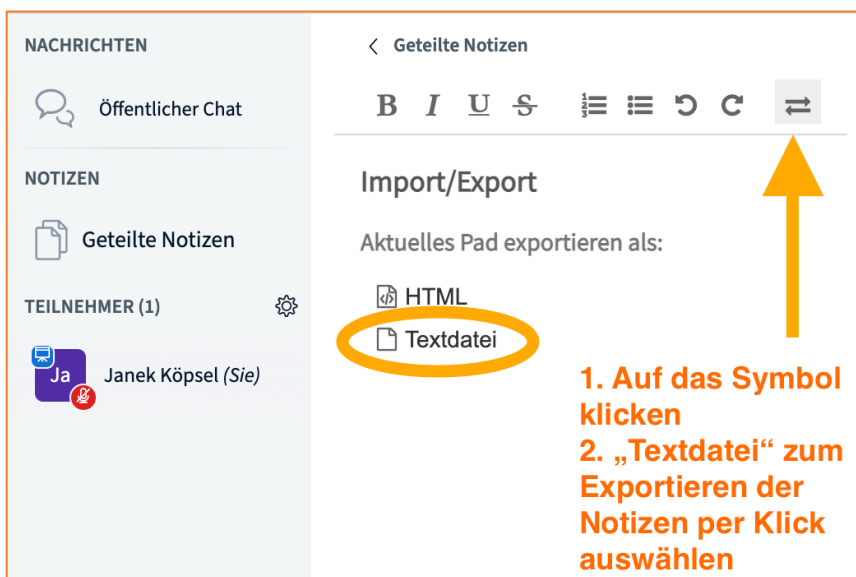 NACHRICHTEN
Öffentlicher Chat
NOTIZEN
Geteilte Notizen
TEILNEHMER (1)
Ja
Janek Köpsel (Sie)
Geteilte Notizen
B I U S
Import/Export
Aktuelles Pad exportieren als:
HTML
Textdatei
1. Auf das Symbol
klicken
2. „Textdatei“ zum
Exportieren der
Notizen per Klick
auswählen